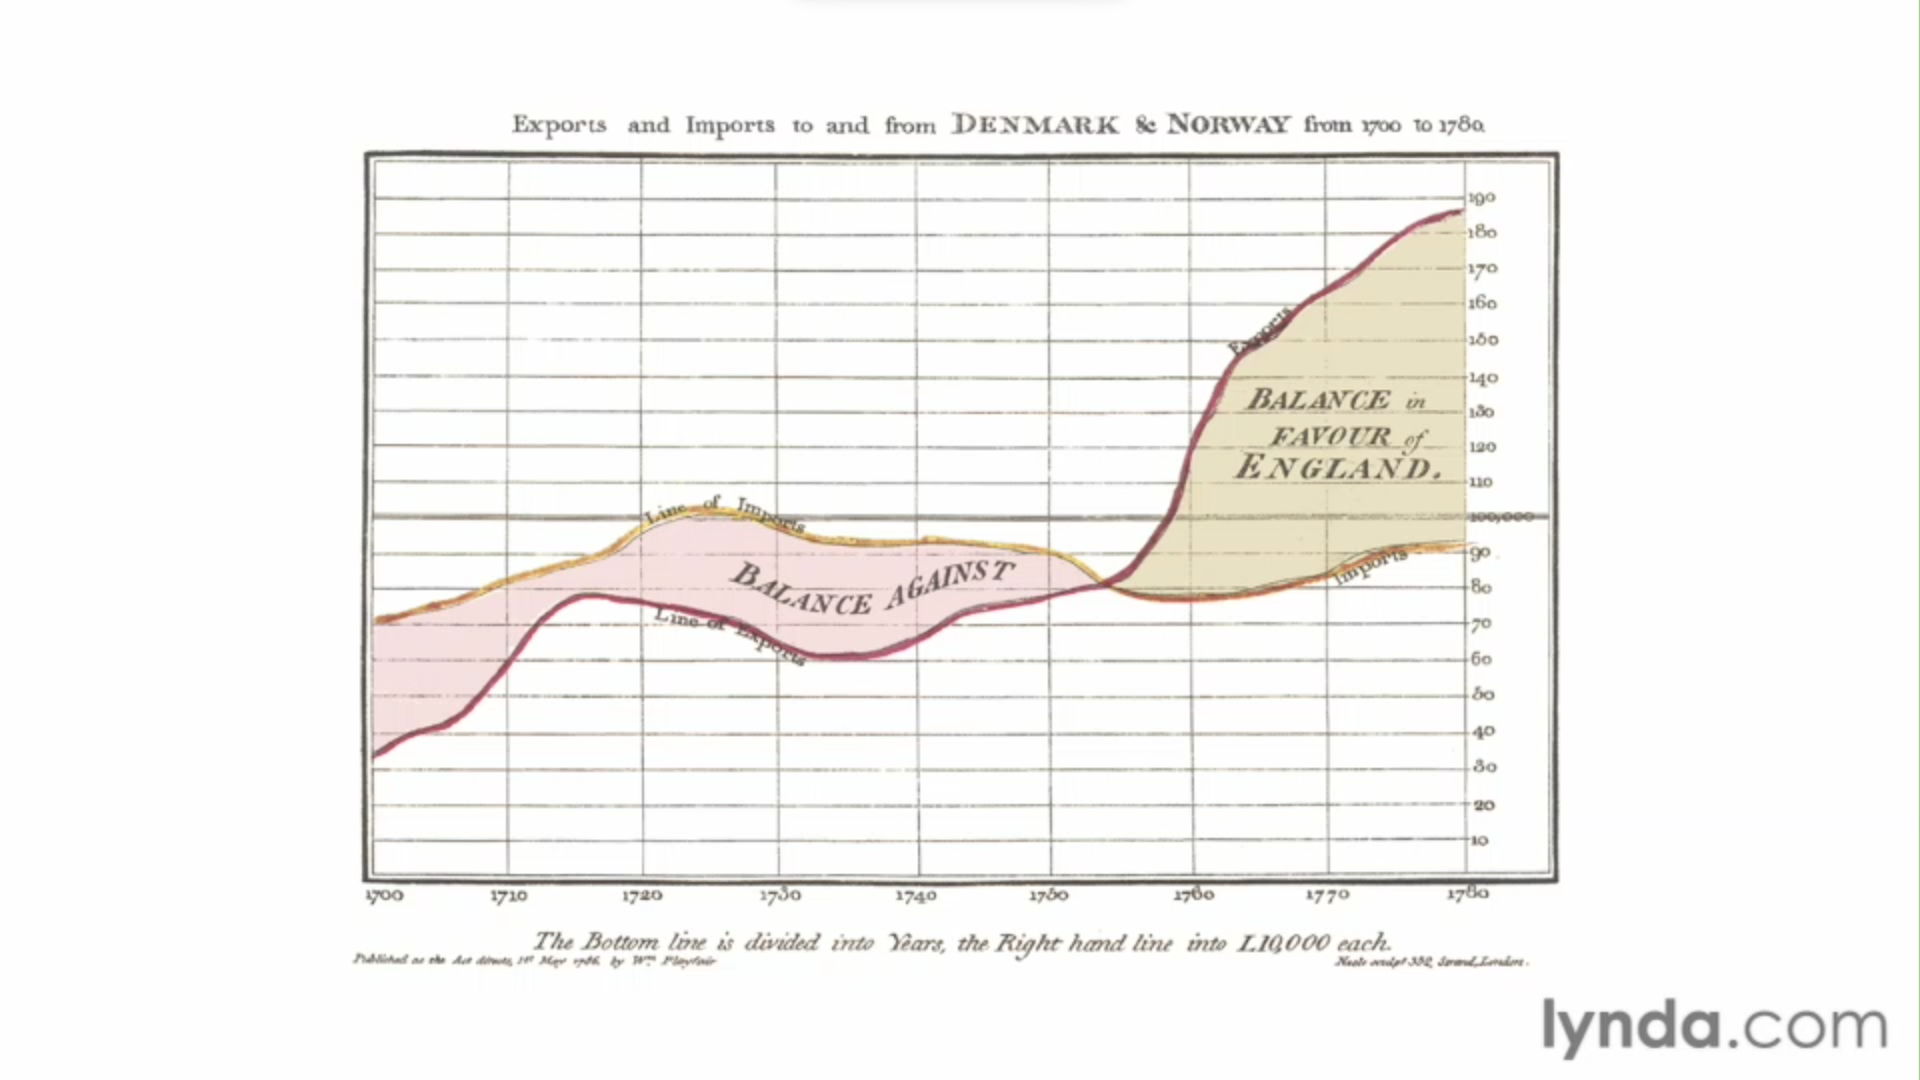 Exports and Imports to and from DENMARK & NORWAY from 1700 to 1780.
190
180
170
160
150
Exports
140
BALANCE in
130
FAVOUR of
120
ENGLAND.
110
Line of Imports
100,000
90
Imports
BALANCE AGAINST
80
Line of Exports
70
60
50
40
30
20
10
1700 1710 1720 1730 1740 1750 1760 1770 1780
The Bottom line is divided into Years, the Right hand line into L10,000 each.
Published as the Act directs, 1st May 1786. by Wm Playfair
Neele sculpt 352, Strand, London.
lynda.com